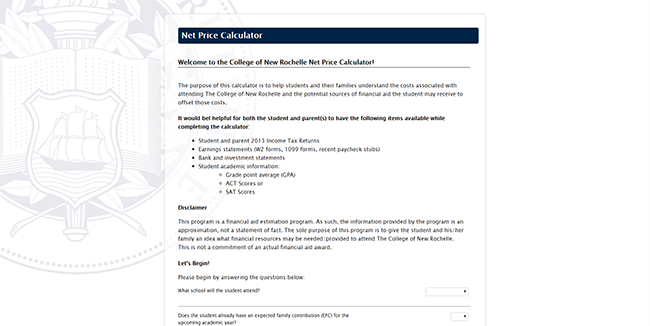 Net Price Calculator
Welcome to the College of New Rochelle Net Price Calculator!
The purpose of this calculator is to help students and their families understand the costs associated with
attending The College of New Rochelle and the potential sources of financial aid the student may receive to
offset those costs.
It would bel helpful for both the student and parent(s) to have the following items available while
completing the calculator:
Student and parent 2013 Income Tax Returns
Earnings statements (W2 forms, 1099 forms, recent paycheck stubs)
Bank and investment statements
Student academic information:
Grade point average (GPA)
ACT Scores or
SAT Scores
Disclaimer
This program is a financial aid estimation program. As such, the information provided by the program is an
approximation, not a statement of fact. The sole purpose of this program is to give the student and his/her
family an idea what financial resources may be needed/provided to attend The College of New Rochelle.
This is not a commitment of an actual financial aid award.
Let's Begin!
Please begin by answering the questions below:
What school will the student attend?
Does the student already have an expected family contribution (EFC) for the
upcoming academic year?